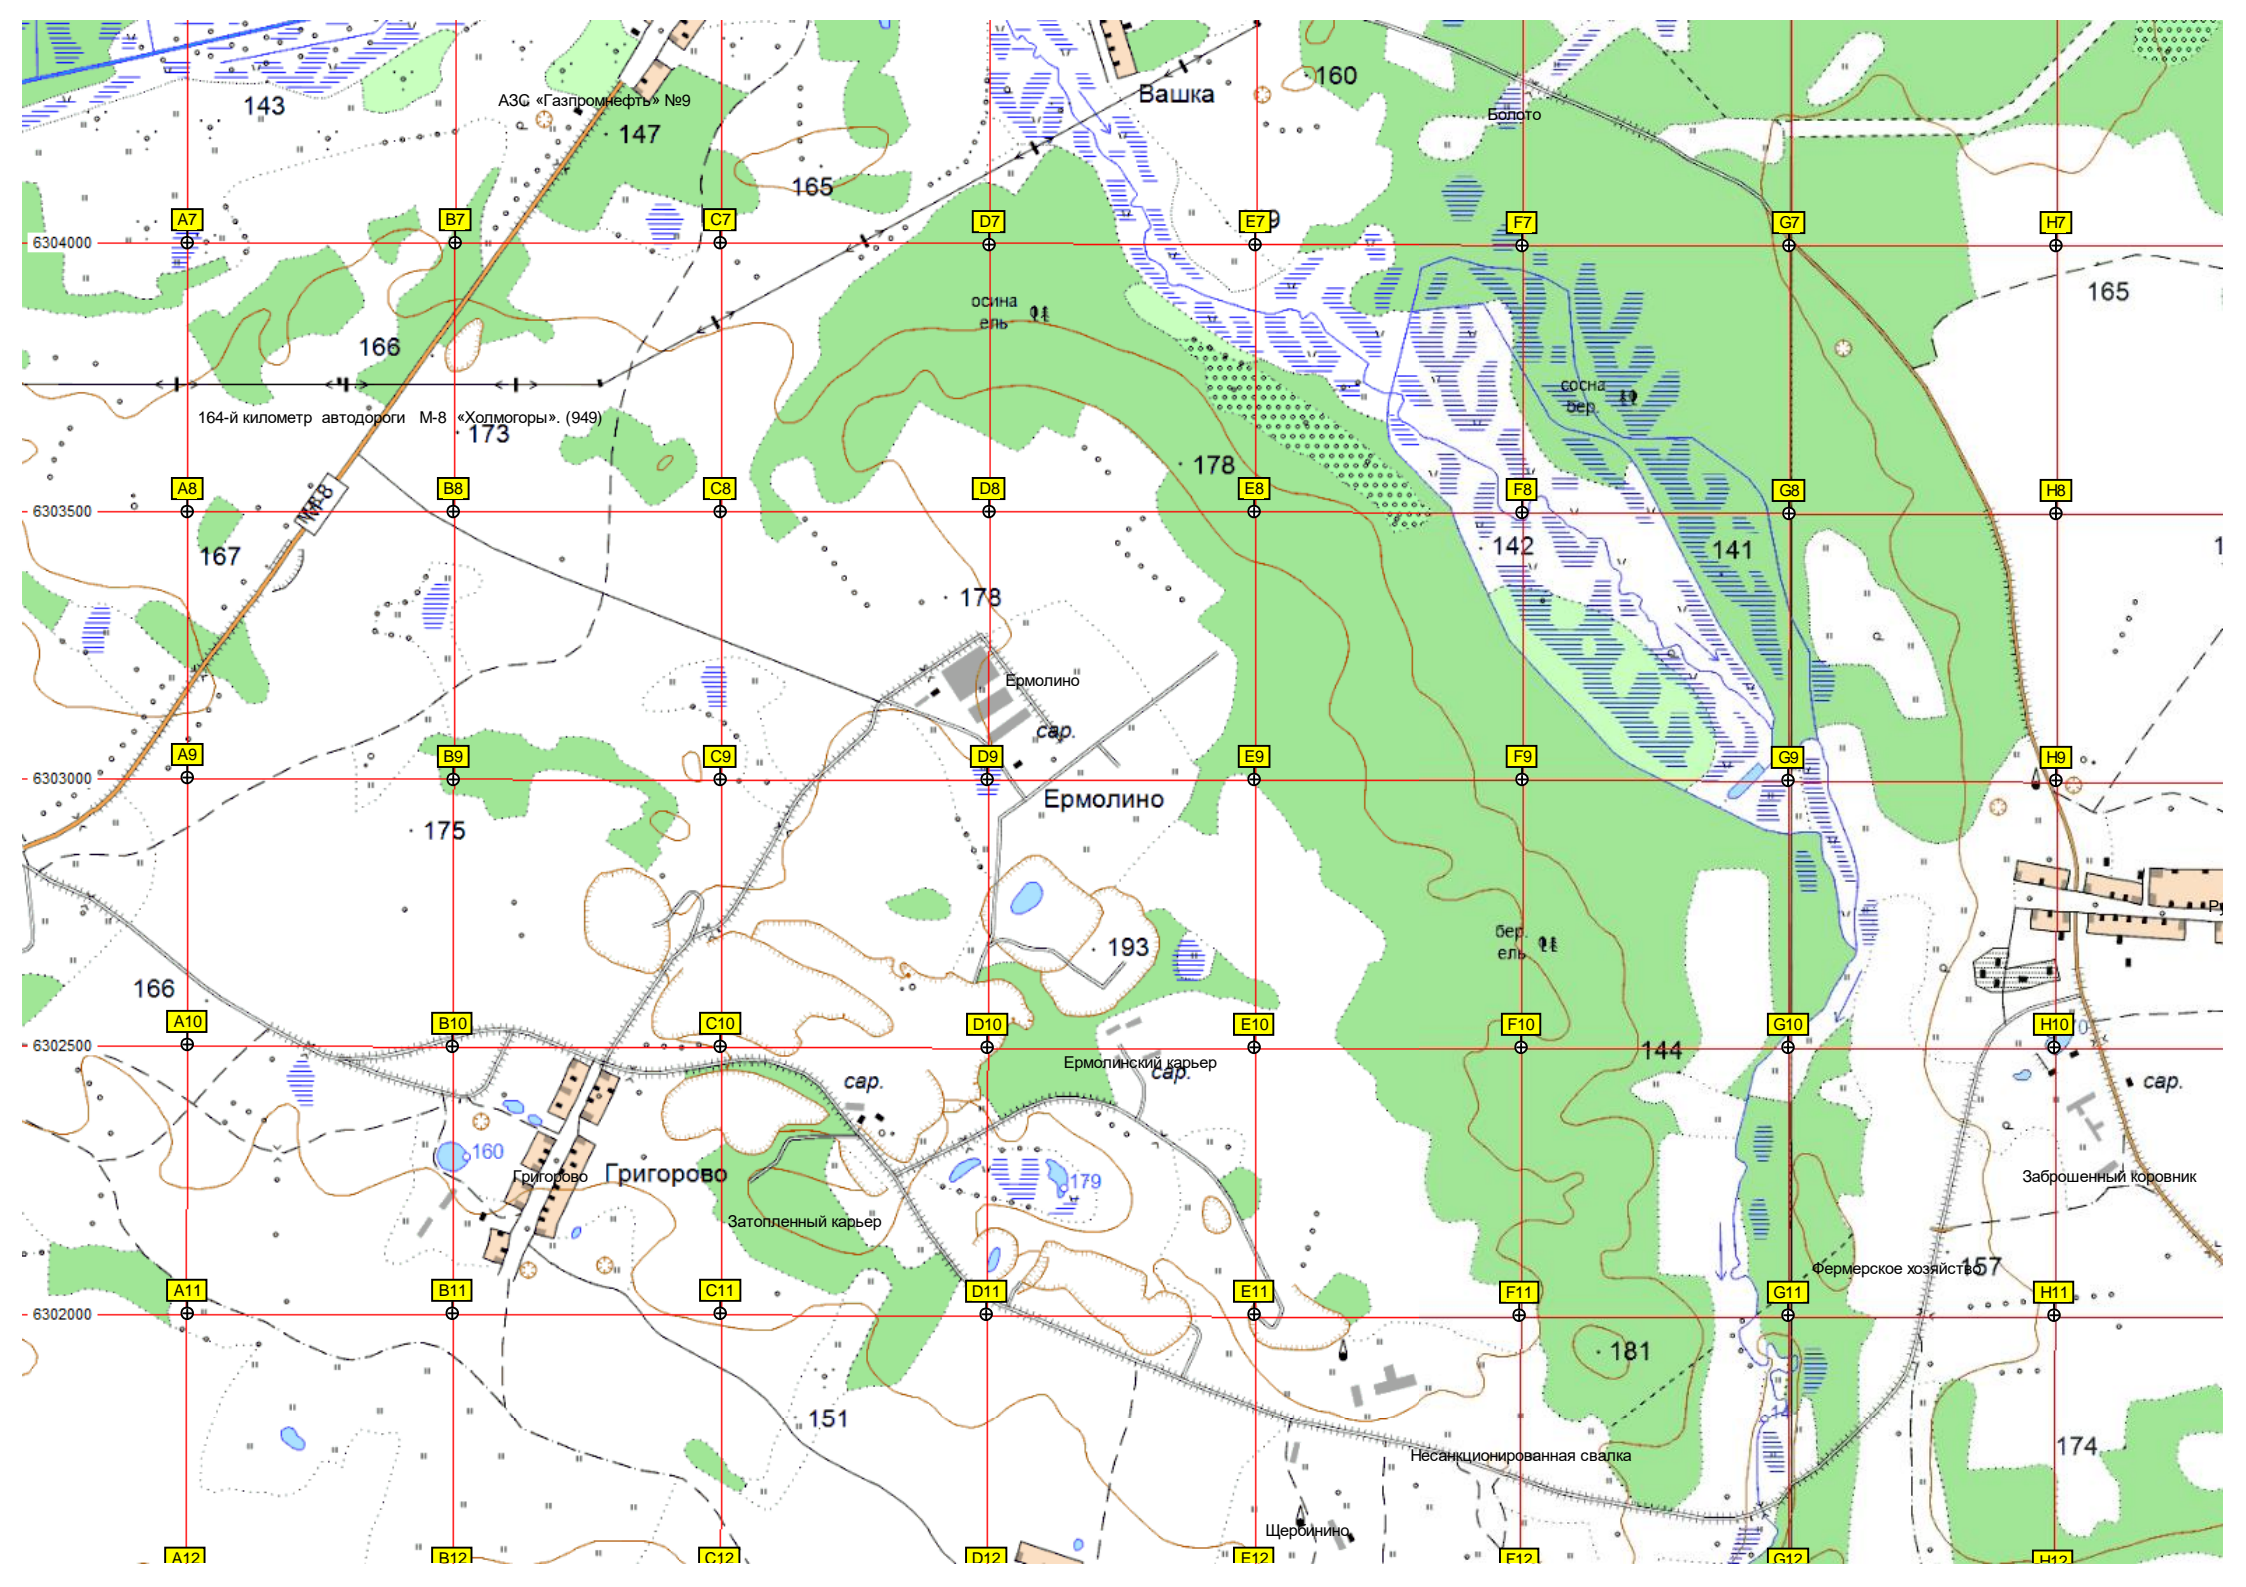 160
Вашка
143
АЗС «Газпромнефть» №9
147
Болото
165
A7
B7
C7
D7
E7
9
F7
G7
H7
6304000
165
осина
ель
166
сосна
бер.
164-й километр автодороги М-8 «Холмогоры». (949)
173
178
A8
B8
C8
D8
E8
F8
G8
H8
M-8
6303500
167
142
141
1
178
Ермолино
сар.
A9
B9
C9
D9
E9
F9
G9
H9
6303000
Ермолино
175
Ру
бер.
ель
193
166
A10
B10
C10
D10
E10
F10
G10
H10
6302500
144
Ермолинский карьер
сар.
сар.
сар.
160
Григорово
Григорово
179
Заброшенный коровник
Затопленный карьер
Фермерское хозяйство
157
A11
B11
C11
D11
E11
F11
G11
H11
6302000
181
151
14
174
Несанкционированная свалка
Щербинино
A12
B12
C12
D12
E12
F12
G12
H12